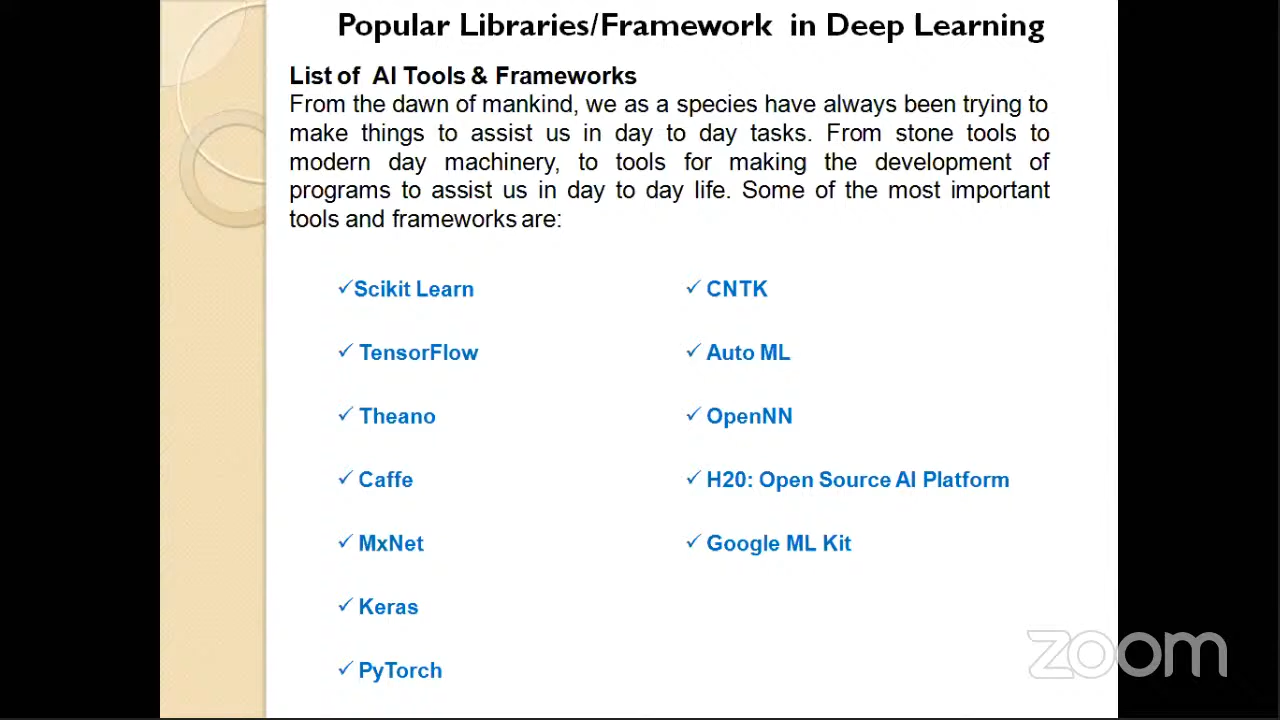 Popular Libraries/Framework in Deep Learning
List of AI Tools & Frameworks
From the dawn of mankind, we as a species have always been trying to
make things to assist us in day to day tasks. From stone tools to
modern day machinery, to tools for making the development of
programs to assist us in day to day life. Some of the most important
tools and frameworks are:
✓Scikit Learn
✓ TensorFlow
✓ Theano
✓ Caffe
✓ MxNet
✓ Keras
✓ PyTorch
✓ CNTK
✓ Auto ML
✓ OpenNN
✓ H20: Open Source AI Platform
✓ Google ML Kit
zoom